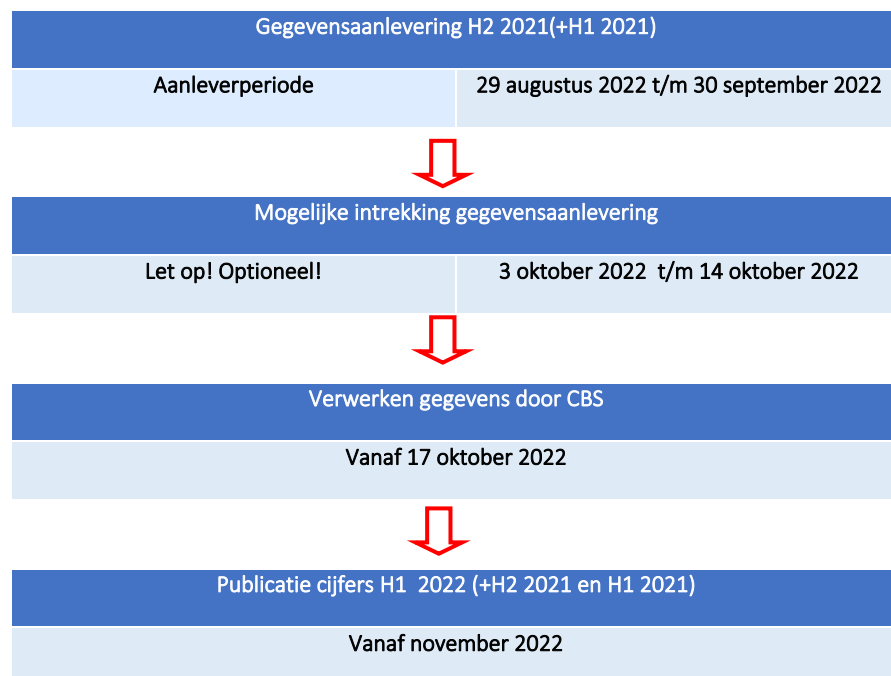 Gegevensaanlevering H2 2021(+H1 2021)
Aanleverperiode
29 augustus 2022 t/m 30 september 2022
Mogelijke intrekking gegevensaanlevering
Let op! Optioneel!
3 oktober 2022  t/m 14 oktober 2022
Verwerken gegevens door CBS
Vanaf 17 oktober 2022
Publicatie cijfers H1  2022 (+H2 2021 en H1 2021)
Vanaf november 2022